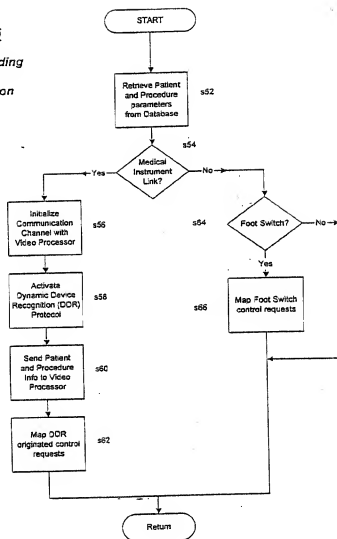 START
ding
on
Retrieve Patient
and Procedure
parameters
from Database
s52
s54
Medical
Instrument
Link?
Yes
No
Initialize
Communication
Channel with
Video Processor
s56
s64
Foot Switch?
No
Yes
Activate
Dynamic Device
Recognition (DDR)
Protocol
s58
s66
Map Foot Switch
control requests
Send Patient
and Procedure
Info to Video
Processor
s60
Map DDR
originated control
requests
s62
Return